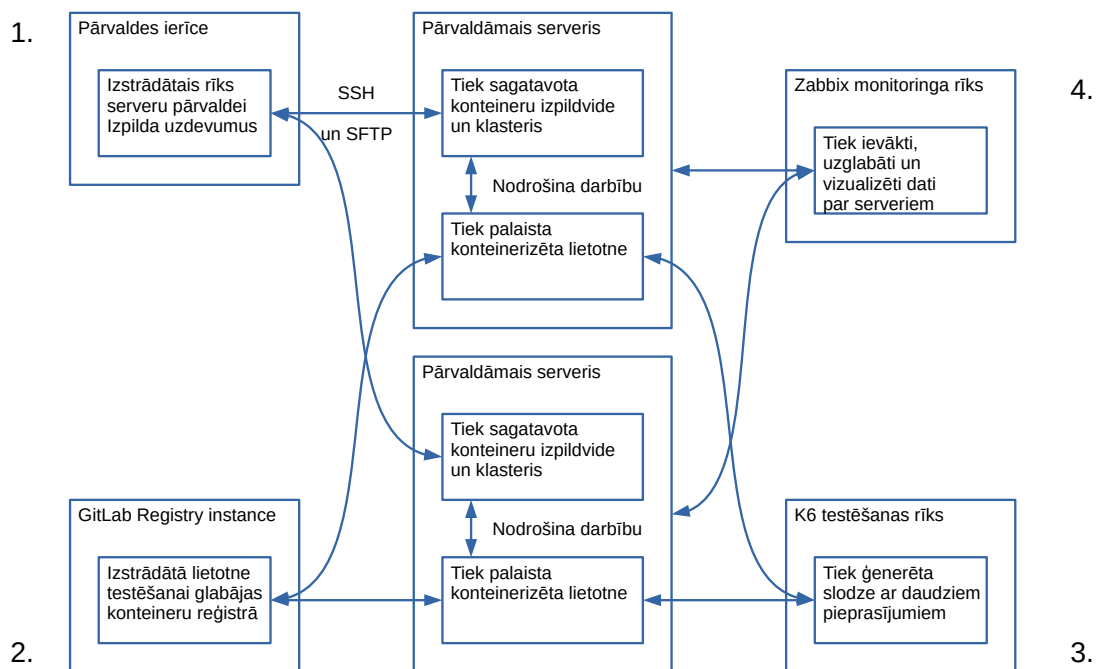 1.
Pārvaldes ierīce
Izstrādātais rīks
serveru pārvaldei
Izpilda uzdevumus
SSH
un SFTP
Pārvaldāmais serveris
Tiek sagatavota
konteineru izpildvide
un klasteris
Nodrošina darbību
Tiek palaista
konteinerizēta lietotne
Zabbix monitoringa rīks
4.
Tiek ievākti,
uzglabāti un
vizualizēti dati
par serveriem
Pārvaldāmais serveris
Tiek sagatavota
konteineru izpildvide
un klasteris
Nodrošina darbību
Tiek palaista
konteinerizēta lietotne
GitLab Registry instance
Izstrādātā lietotne
testēšanai glabājas
konteineru reģistrā
2.
K6 testēšanas rīks
Tiek ģenerēta
slodze ar daudziem
pieprasījumiem
3.